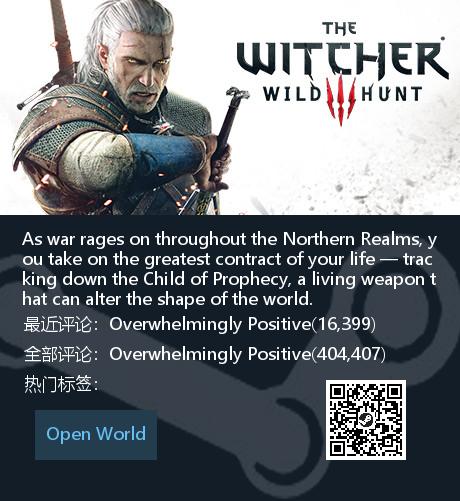 THE
WITCHER
WILD HUNT
As war rages on throughout the Northern Realms, y
ou take on the greatest contract of your life — trac
king down the Child of Prophecy, a living weapon t
hat can alter the shape of the world.
最近评论：Overwhelmingly Positive(16,399)
全部评论：Overwhelmingly Positive(404,407)
热门标签：
Open World